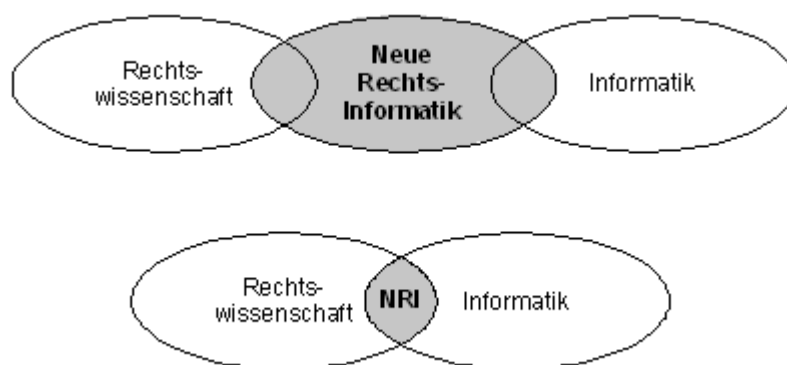 Rechts-
wissenschaft
Neue
Rechts-
Informatik
Informatik
Rechts-
wissenschaft
NRI
Informatik